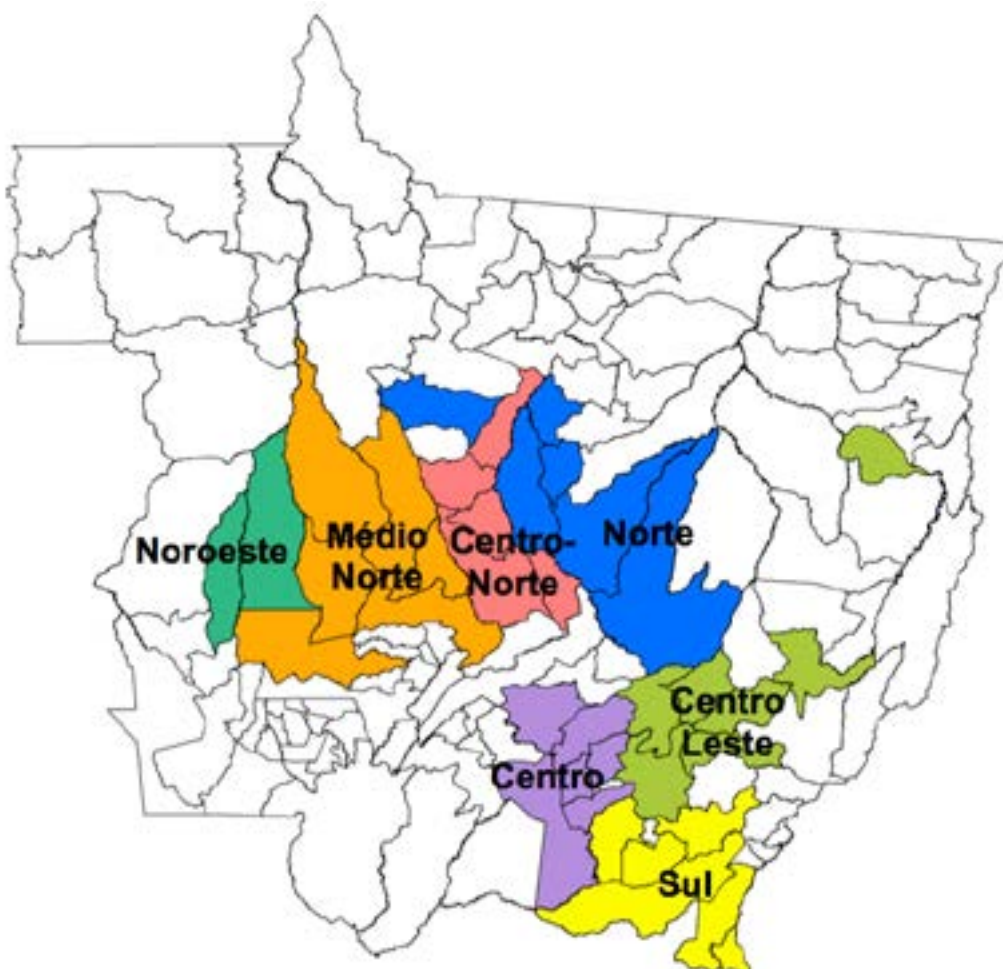 Noroeste
Médio
Norte
Centro-
Norte
Norte
Centro
Leste
Centro
Sul